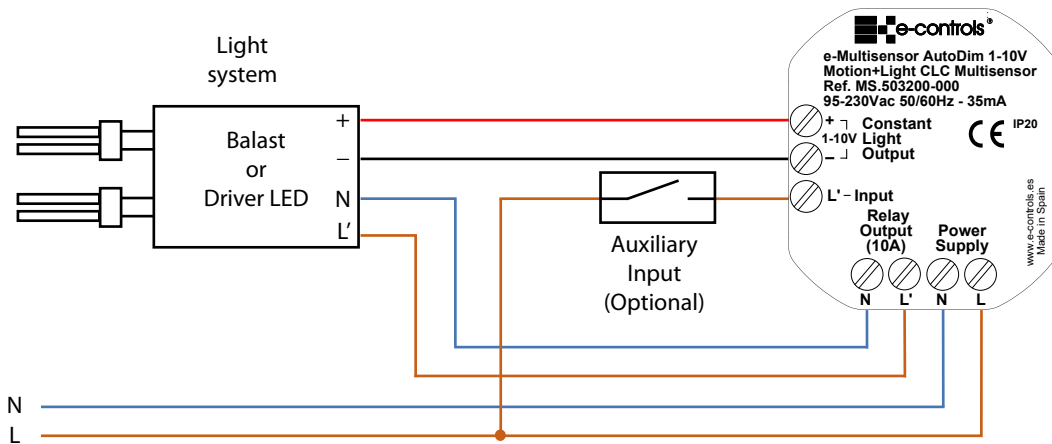 Light
system
Balast
or
Driver LED
+
−
N
L'
Auxiliary
Input
(Optional)
e-controls®
e-Multisensor AutoDim 1-10V
Motion+Light CLC Multisensor
Ref. MS.503200-000
95-230Vac 50/60Hz - 35mA
+
1-10V
−
Constant
Light
Output
CE IP20
L' - Input
Relay
Output
(10A)
Power
Supply
N L' N L
www.e-controls.es
Made in Spain
N
L